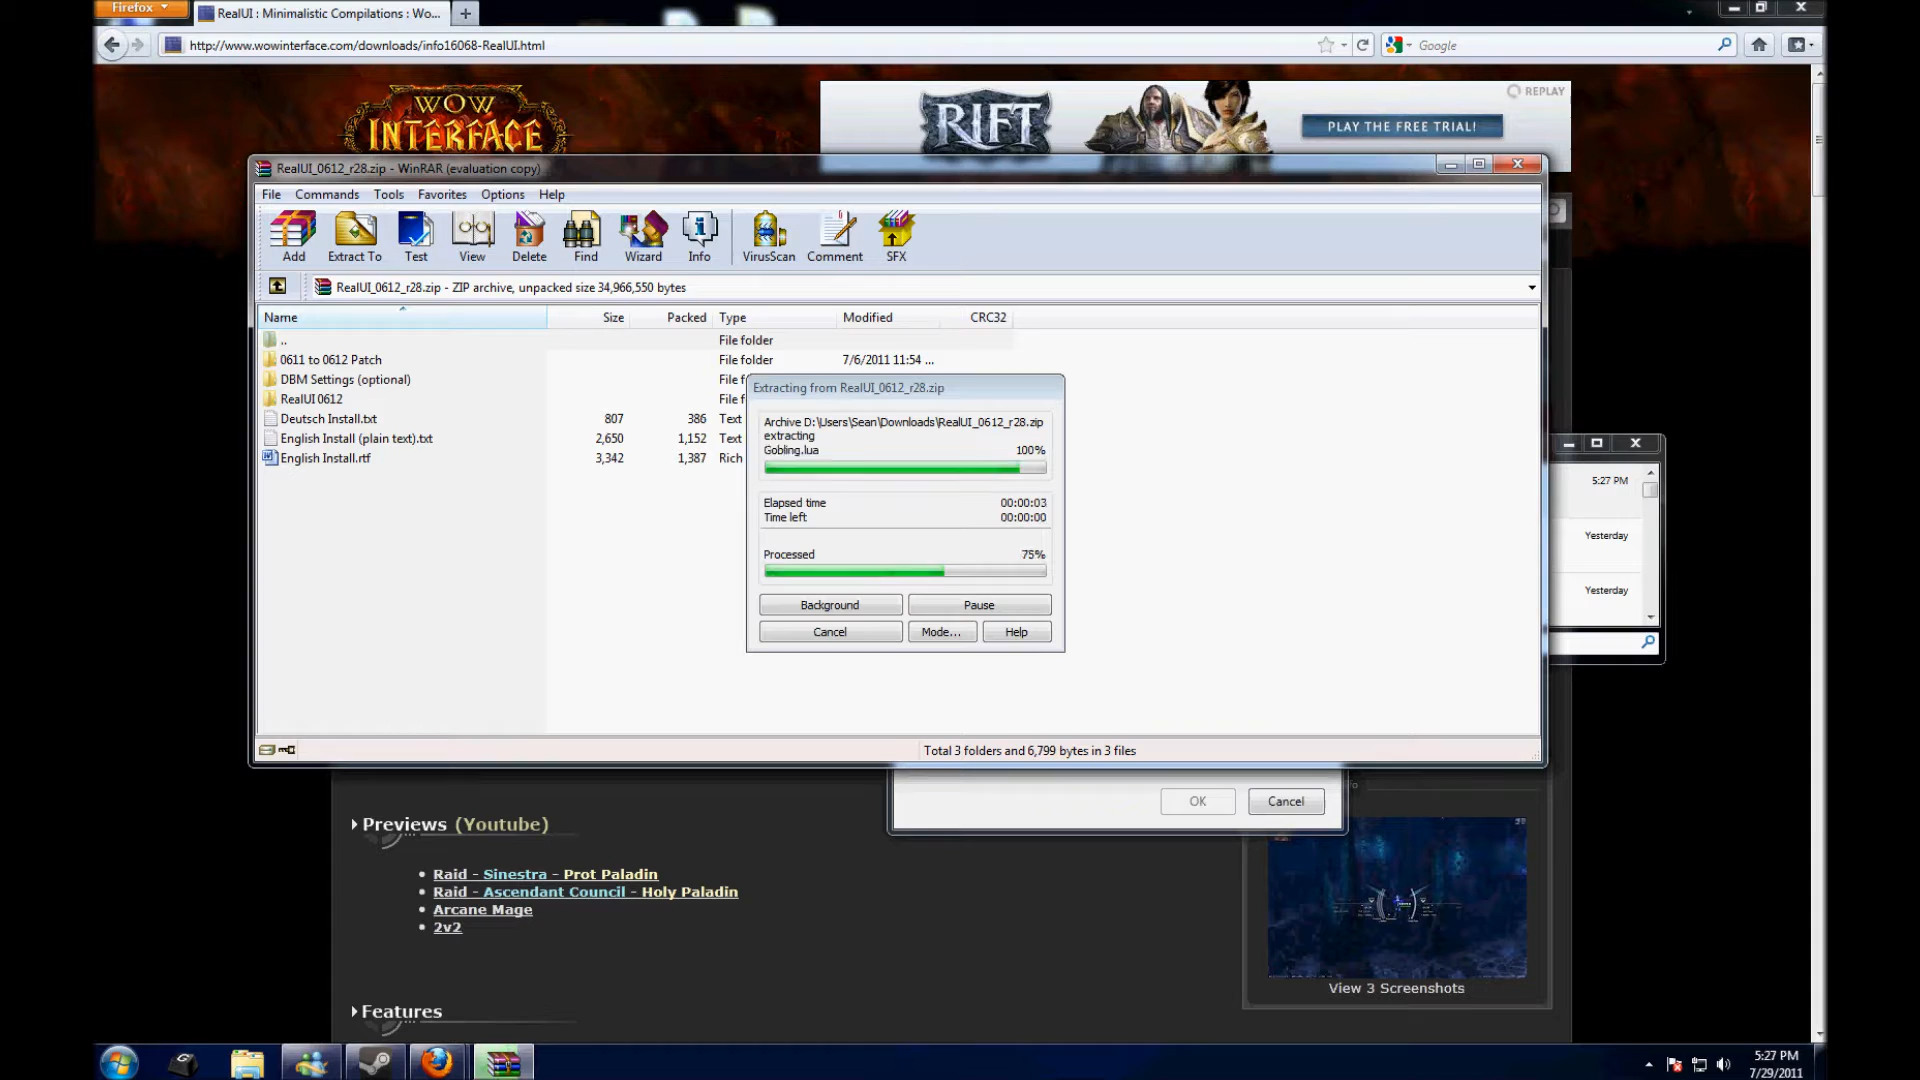 Firefox
RealUI : Minimalistic Compilations : Wo...
http://www.wowinterface.com/downloads/info16068-RealUI.html
Google
WOW
INTERFACE
RIFT
REPLAY
PLAY THE FREE TRIAL!
RealUI_0612_r28.zip - WinRAR (evaluation copy)
File Commands Tools Favorites Options Help
Add Extract To Test View Delete Find Wizard Info VirusScan Comment SFX
RealUI_0612_r28.zip - ZIP archive, unpacked size 34,966,550 bytes
Name Size Packed Type Modified CRC32
.. File folder
0611 to 0612 Patch File folder 7/6/2011 11:54 ...
DBM Settings (optional) File f
RealUI 0612 File f
Deutsch Install.txt 807 386 Text
English Install (plain text).txt 2,650 1,152 Text
English Install.rtf 3,342 1,387 Rich
Extracting from RealUI_0612_r28.zip
Archive D:\Users\Sean\Downloads\RealUI_0612_r28.zip
extracting
Gobling.lua 100%
Elapsed time 00:00:03
Time left 00:00:00
Processed 75%
Background Pause
Cancel Mode... Help
5:27 PM
Yesterday
Yesterday
Total 3 folders and 6,799 bytes in 3 files
OK Cancel
Previews (Youtube)
Raid - Sinestra - Prot Paladin
Raid - Ascendant Council - Holy Paladin
Arcane Mage
2v2
View 3 Screenshots
Features
5:27 PM
7/29/2011